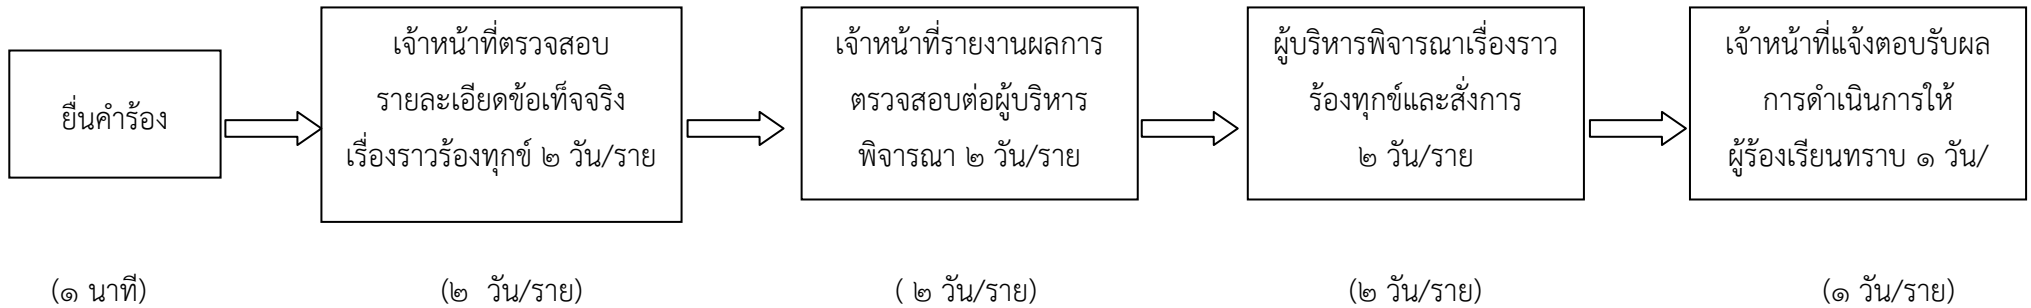 ยื่นคำร้อง
เจ้าหน้าที่ตรวจสอบ
รายละเอียดข้อเท็จจริง
เรื่องราวร้องทุกข์ ๒ วัน/ราย
เจ้าหน้าที่รายงานผลการ
ตรวจสอบต่อผู้บริหาร
พิจารณา ๒ วัน/ราย
ผู้บริหารพิจารณาเรื่องราว
ร้องทุกข์และสั่งการ
๒ วัน/ราย
เจ้าหน้าที่แจ้งตอบรับผล
การดำเนินการให้
ผู้ร้องเรียนทราบ ๑ วัน/
(๑ นาที)
(๒ วัน/ราย)
( ๒ วัน/ราย)
(๒ วัน/ราย)
(๑ วัน/ราย)